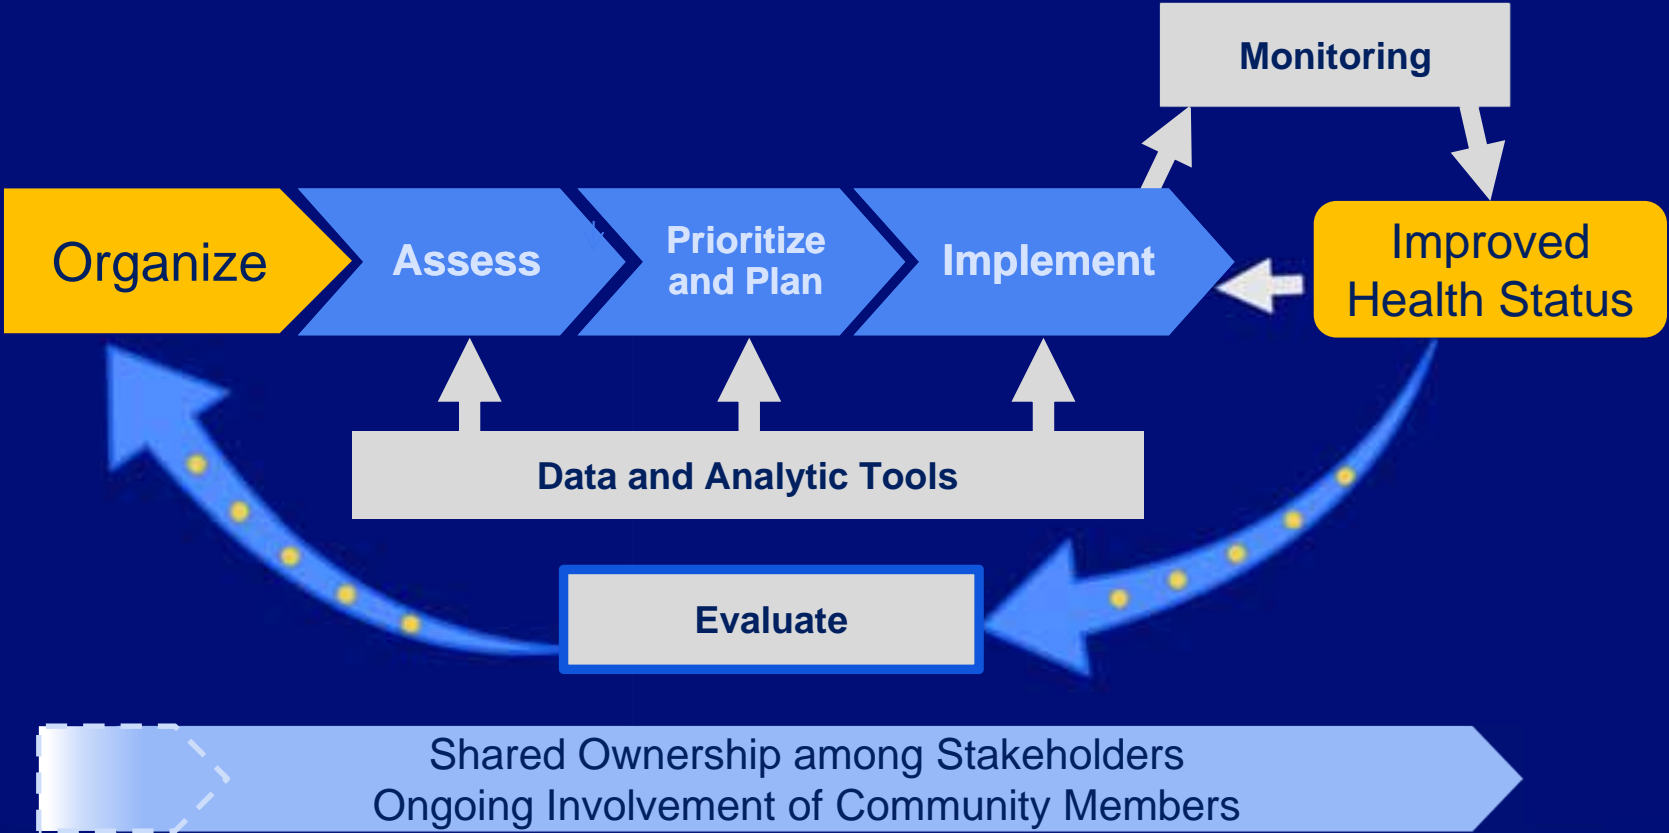 Monitoring
Organize
Assess
Prioritize
and Plan
Implement
Improved
Health Status
Data and Analytic Tools
Evaluate
Shared Ownership among Stakeholders
Ongoing Involvement of Community Members